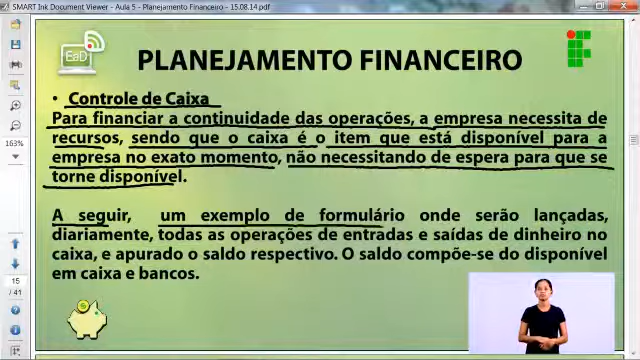 SMART Ink Document Viewer - Aula 5 - Planejamento Financeiro - 15.08.14.pdf
EaD
PLANEJAMENTO FINANCEIRO
• Controle de Caixa
Para financiar a continuidade das operações, a empresa necessita de
recursos, sendo que o caixa é o item que está disponível para a
empresa no exato momento, não necessitando de espera para que se
torne disponível.
A seguir, um exemplo de formulário onde serão lançadas,
diariamente, todas as operações de entradas e saídas de dinheiro no
caixa, e apurado o saldo respectivo. O saldo compõe-se do disponível
em caixa e bancos.
163%
15
/ 41